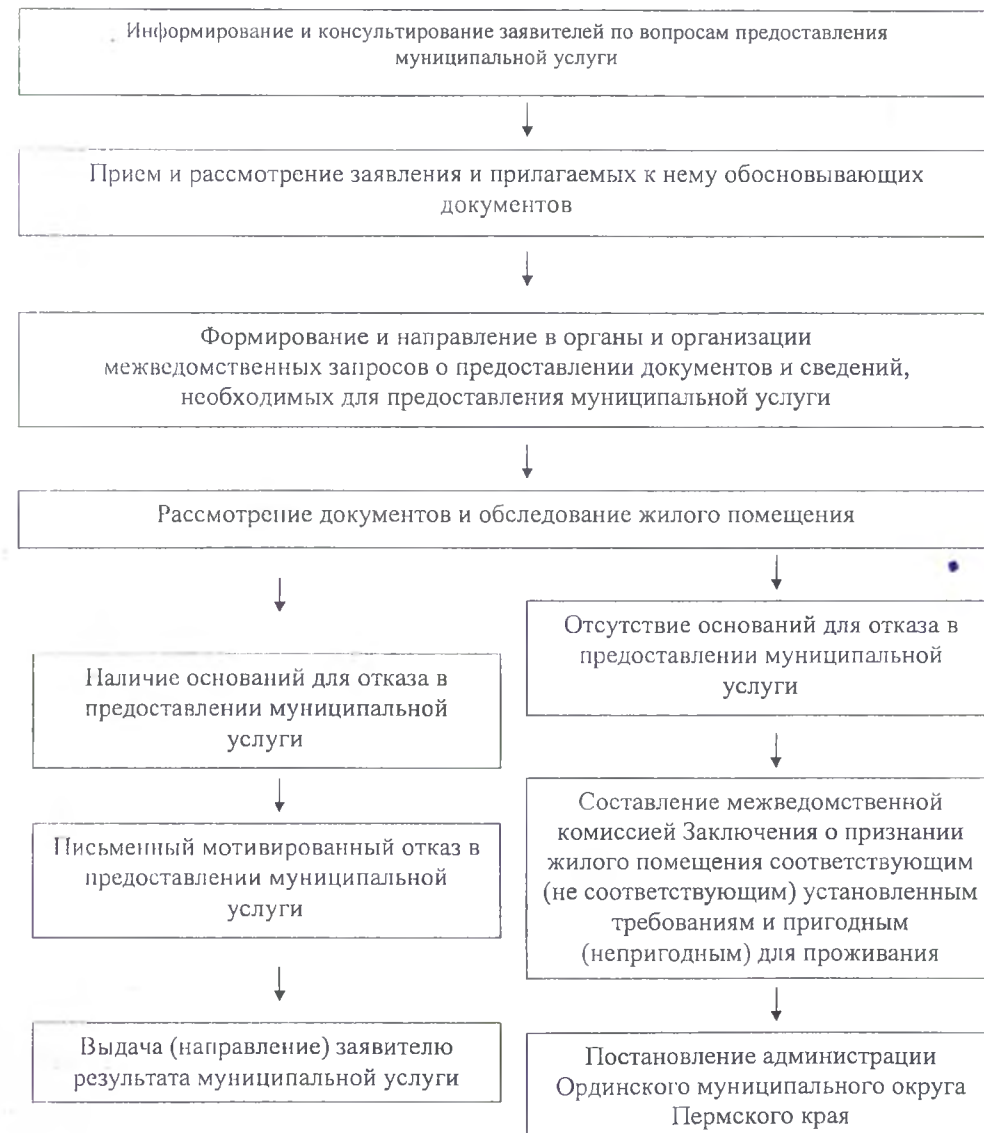 Информирование и консультирование заявителей по вопросам предоставления
муниципальной услуги
Прием и рассмотрение заявления и прилагаемых к нему обосновывающих
документов
Формирование и направление в органы и организации
межведомственных запросов о предоставлении документов и сведений,
необходимых для предоставления муниципальной услуги
Рассмотрение документов и обследование жилого помещения
Наличие оснований для отказа в
предоставлении муниципальной
услуги
Письменный мотивированный отказ в
предоставлении муниципальной
услуги
Выдача (направление) заявителю
результата муниципальной услуги
Отсутствие оснований для отказа в
предоставлении муниципальной
услуги
Составление межведомственной
комиссией Заключения о признании
жилого помещения соответствующим
(не соответствующим) установленным
требованиям и пригодным
(непригодным) для проживания
Постановление администрации
Ординского муниципального округа
Пермского края